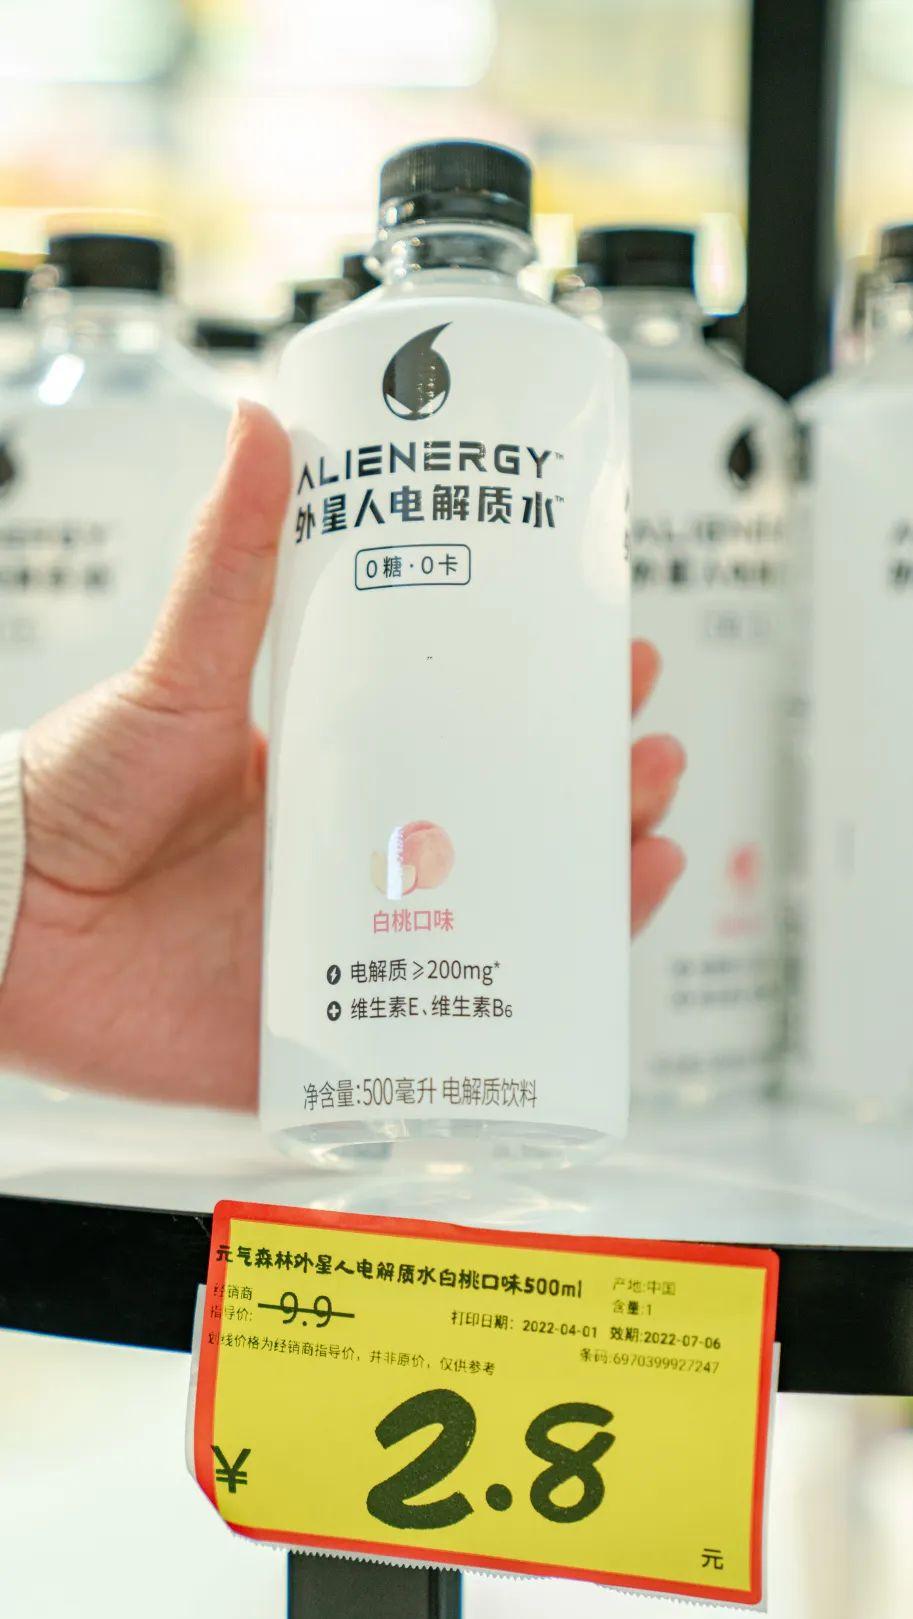 ALIENERGY™
外星人电解质水™
0糖·0卡
白桃口味
电解质≥200mg*
维生素E、维生素B6
净含量:500毫升 电解质饮料
元气森林外星人电解质水白桃口味500ml
产地:中国
经销商
指导价:
9.9
含量:1
打印日期: 2022-04-01 效期:2022-07-06
划线价格为经销商指导价，并非原价，仅供参考
条码:6970399927247
¥ 2.8 元